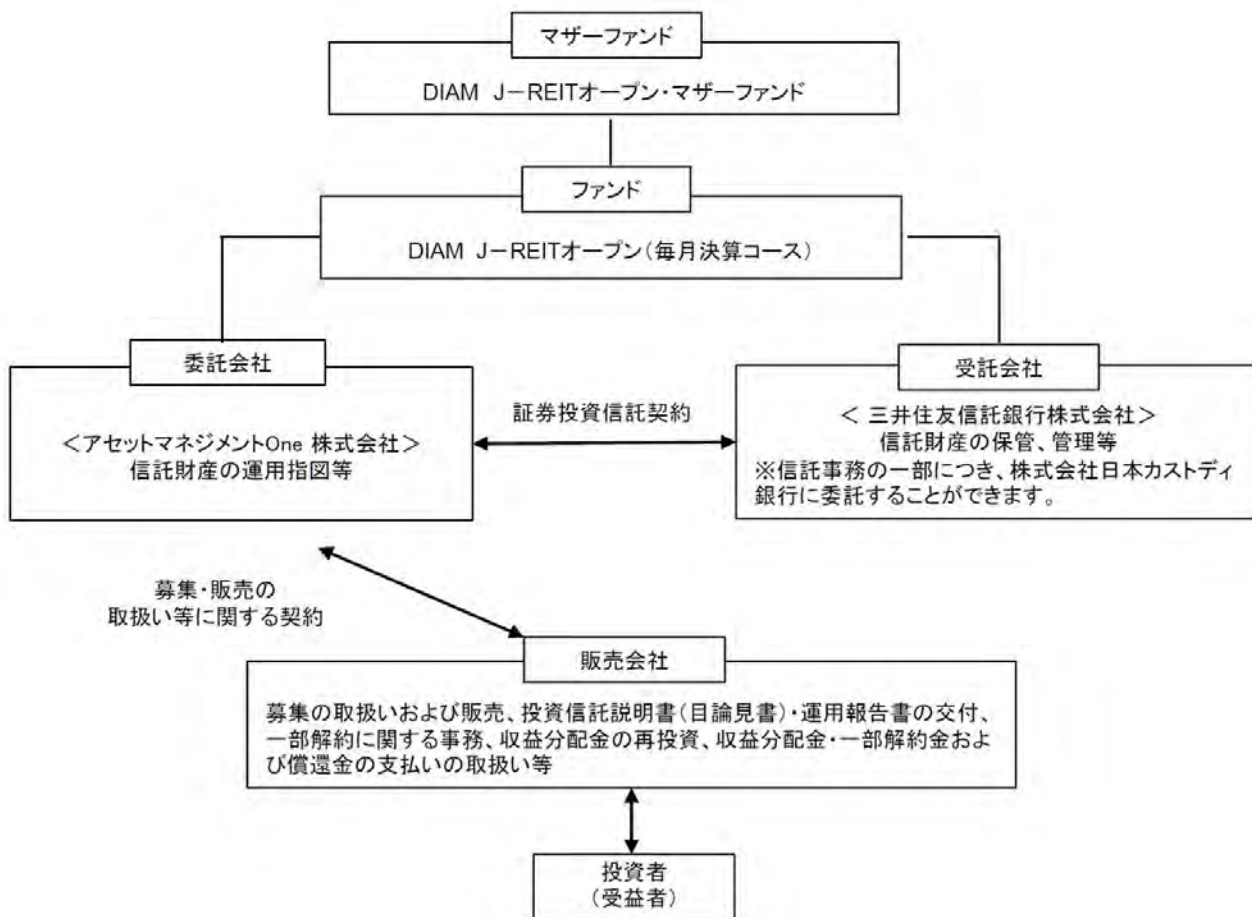 マザーファンド
DIAM J－REITオープン・マザーファンド
ファンド
DIAM J－REITオープン（毎月決算コース）
委託会社
＜アセットマネジメントOne 株式会社＞
信託財産の運用指図等
証券投資信託契約
受託会社
＜ 三井住友信託銀行株式会社＞
信託財産の保管、管理等
※信託事務の一部につき、株式会社日本カストディ
銀行に委託することができます。
募集・販売の
取扱い等に関する契約
販売会社
募集の取扱いおよび販売、投資信託説明書（目論見書）・運用報告書の交付、
一部解約に関する事務、収益分配金の再投資、収益分配金・一部解約金およ
び償還金の支払いの取扱い等
投資者
（受益者）